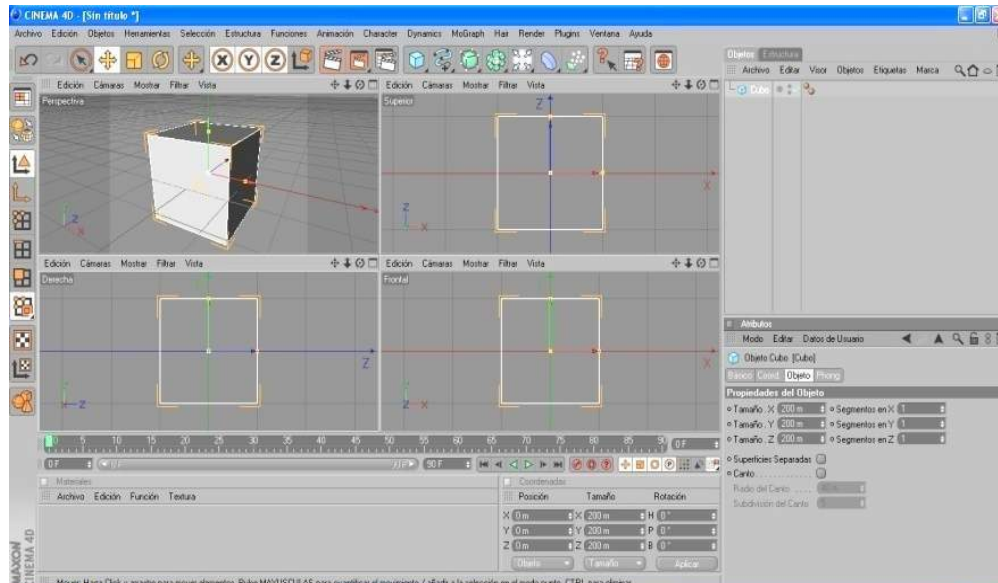 CINEMA 4D - [Sin título *]
Archivo Edición Objetos Herramientas Selección Estructura Funciones Animación Character Dynamics MoGraph Hair Render Plugins Ventana Ayuda
X Y Z
Objetos Estructura
Archivo Editar Visor Objetos Etiquetas Marca
Cubo
Edición Cámaras Mostrar Filtrar Vista
Perspectiva
Z
X
Edición Cámaras Mostrar Filtrar Vista
Superior
Z
X
Z
X
Edición Cámaras Mostrar Filtrar Vista
Derecha
Z
Z
Edición Cámaras Mostrar Filtrar Vista
Frontal
X
Z X
Atributos
Modo Editar Datos de Usuario
Objeto Cubo [Cubo]
Básico Coord. Objeto Phong
Propiedades del Objeto
Tamaño . X 200 m Segmentos en X 1
Tamaño . Y 200 m Segmentos en Y 1
Tamaño . Z 200 m Segmentos en Z 1
Superficies Separadas
Canto
Radio del Canto
Subdivisión del Canto
0 5 10 15 20 25 30 35 40 45 50 55 60 65 70 75 80 85 90 0 F
0 F 90 F
Materiales
Archivo Edición Función Textura
Coordenadas
Posición Tamaño Rotación
X 0 m X 200 m H 0 °
Y 0 m Y 200 m P 0 °
Z 0 m Z 200 m B 0 °
Objeto Tamaño Aplicar
MAXON
CINEMA 4D